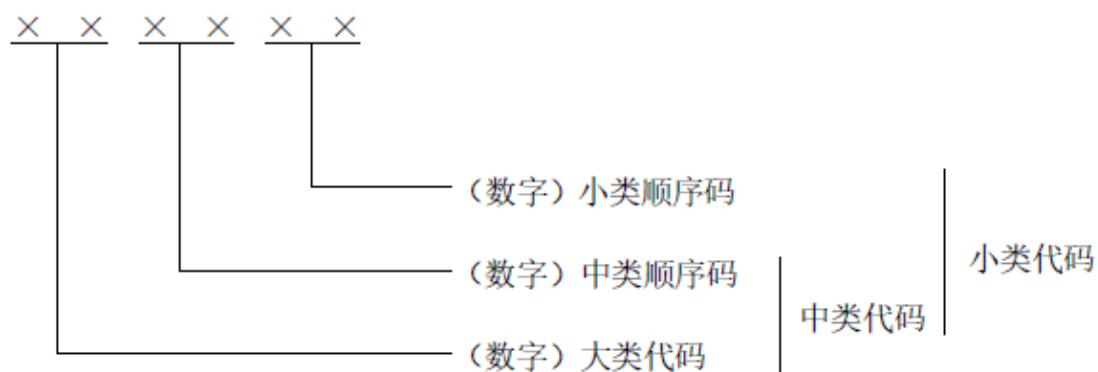 × × × × × ×
（数字）小类顺序码
小类代码
（数字）中类顺序码
中类代码
（数字）大类代码